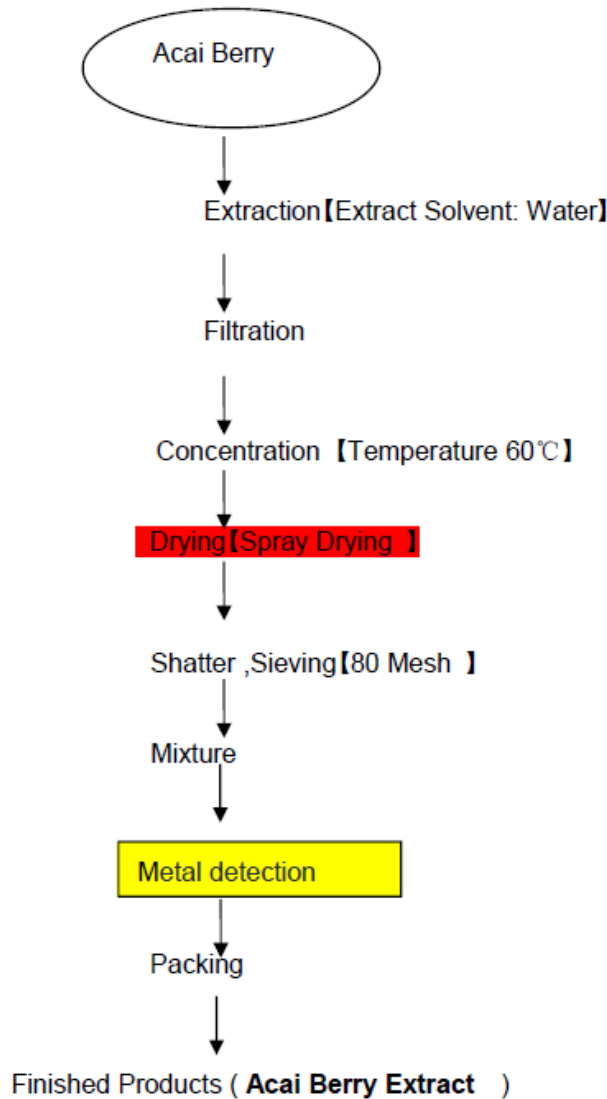 Acai Berry
Extraction【Extract Solvent: Water】
Filtration
Concentration 【Temperature 60℃】
Drying【Spray Drying 】
Shatter ,Sieving【80 Mesh 】
Mixture
Metal detection
Packing
Finished Products ( Acai Berry Extract )